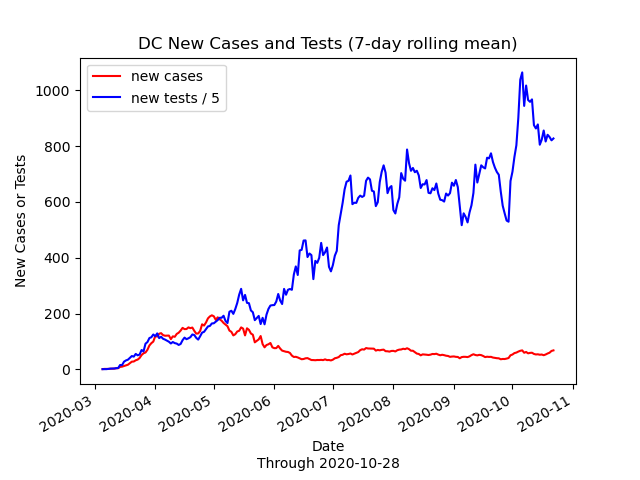 DC New Cases and Tests (7-day rolling mean)
new cases
new tests / 5
New Cases or Tests
1000
800
600
400
200
0
2020-03
2020-04
2020-05
2020-06
2020-07
2020-08
2020-09
2020-10
2020-11
Date
Through 2020-10-28